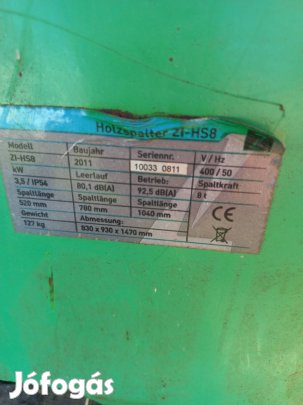 Holzspalter ZI-HS8
Modell Baujahr Seriennr. V / Hz
ZI-HS8 2011 10033 0811 400 / 50
kW Leerlauf Betrieb: Spaltkraft
3,5 / IP54 80,1 dB(A) 92,5 dB(A) 8 t
Spaltlänge Spaltlänge Spaltlänge
520 mm 780 mm 1040 mm
Gewicht Abmessung:
127 kg 830 x 930 x 1470 mm
CE
Jófogás